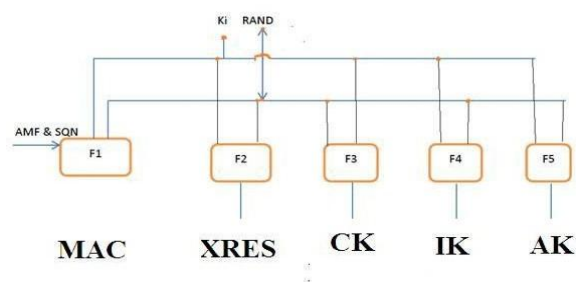 Ki RAND
AMF & SQN
F1 F2 F3 F4 F5
MAC XRES CK IK AK